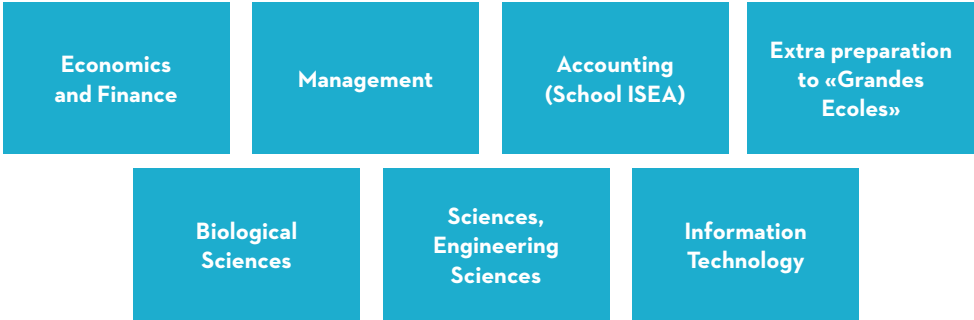 Economics
and Finance
Management
Accounting
(School ISEA)
Extra preparation
to «Grandes
Ecoles»
Biological
Sciences
Sciences,
Engineering
Sciences
Information
Technology